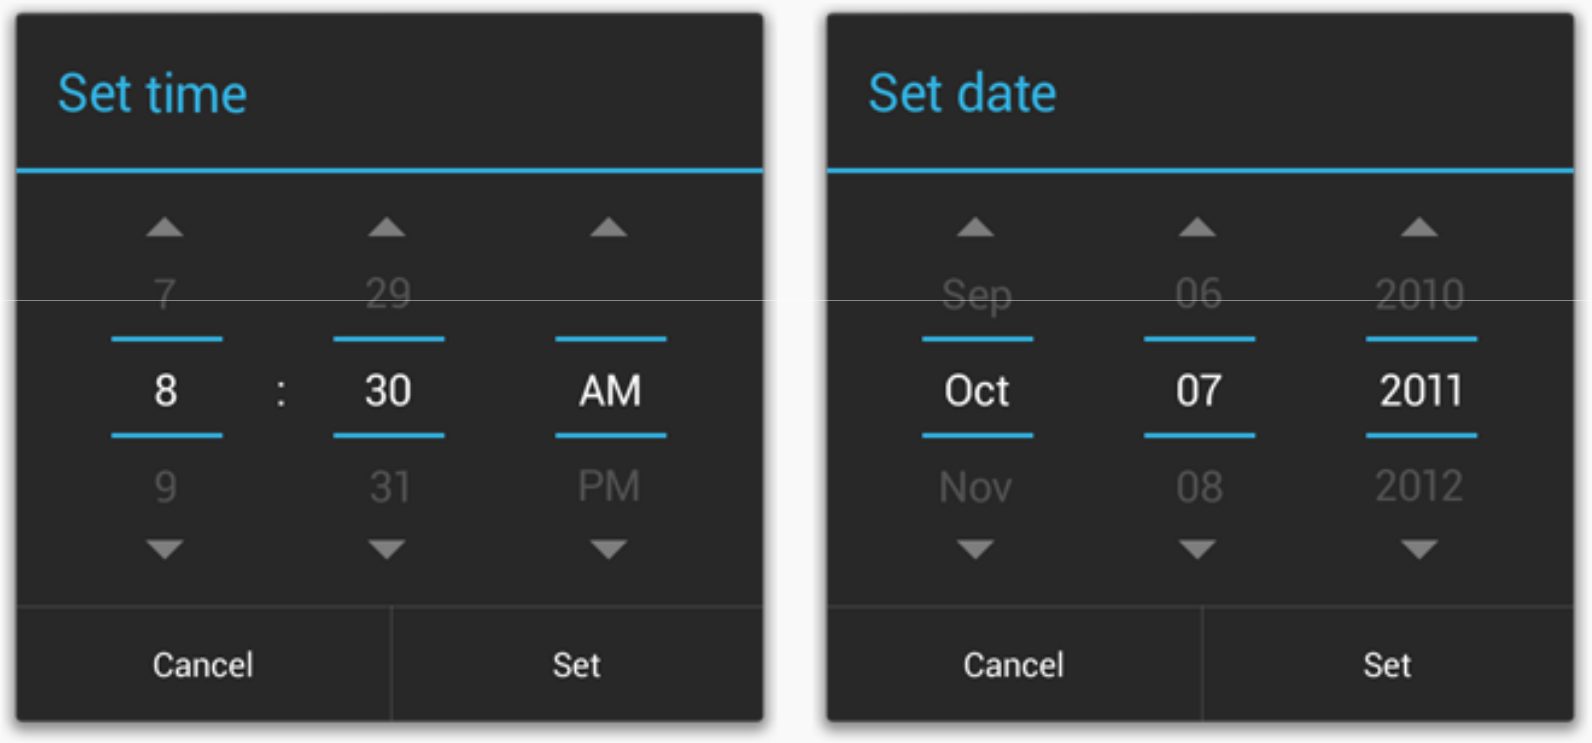 Set time
7 29
8 : 30 AM
9 31 PM
Cancel Set
Set date
Sep 06 2010
Oct 07 2011
Nov 08 2012
Cancel Set